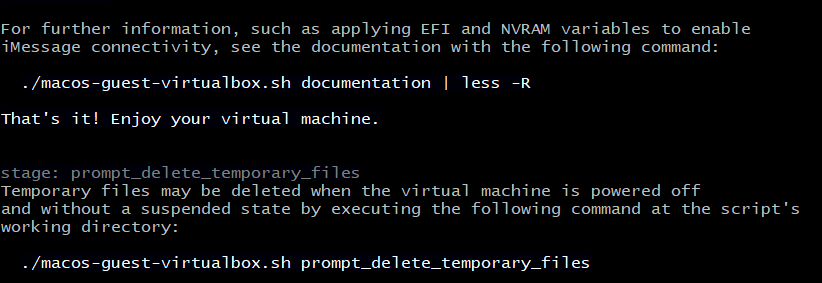 For further information, such as applying EFI and NVRAM variables to enable
iMessage connectivity, see the documentation with the following command:
./macos-guest-virtualbox.sh documentation | less -R
That's it! Enjoy your virtual machine.
stage: prompt_delete_temporary_files
Temporary files may be deleted when the virtual machine is powered off
and without a suspended state by executing the following command at the script's
working directory:
./macos-guest-virtualbox.sh prompt_delete_temporary_files